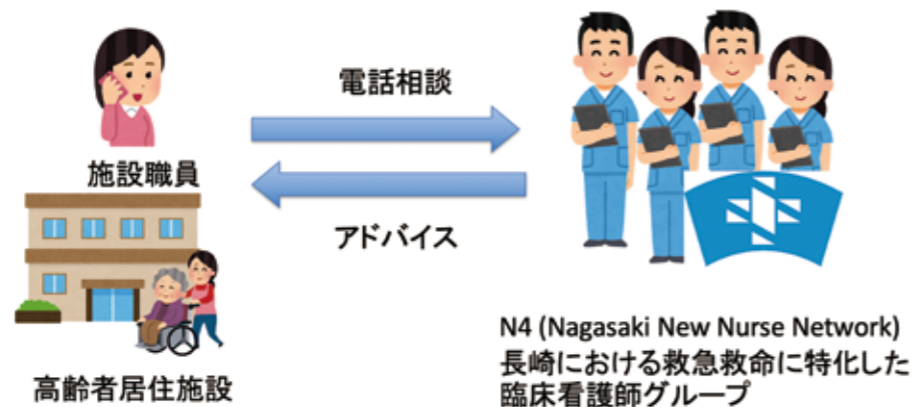 電話相談
施設職員
アドバイス
高齢者居住施設
N4 (Nagasaki New Nurse Network)
長崎における救急救命に特化した
臨床看護師グループ